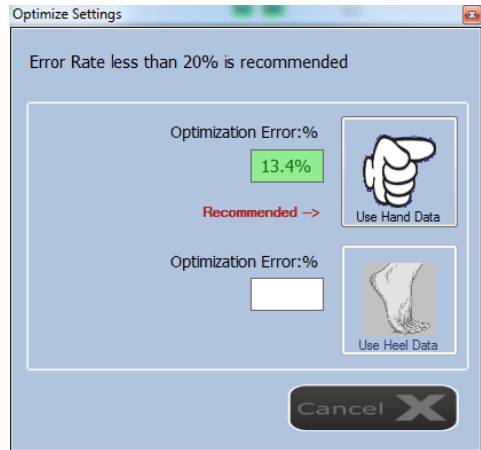 Optimize Settings
Error Rate less than 20% is recommended
Optimization Error:%
13.4%
Recommended -->
Use Hand Data
Optimization Error:%
Use Heel Data
Cancel X